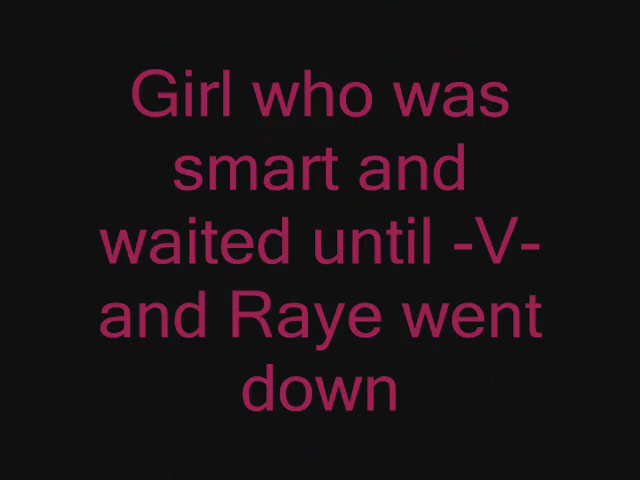 Girl who was
smart and
waited until -V-
and Raye went
down